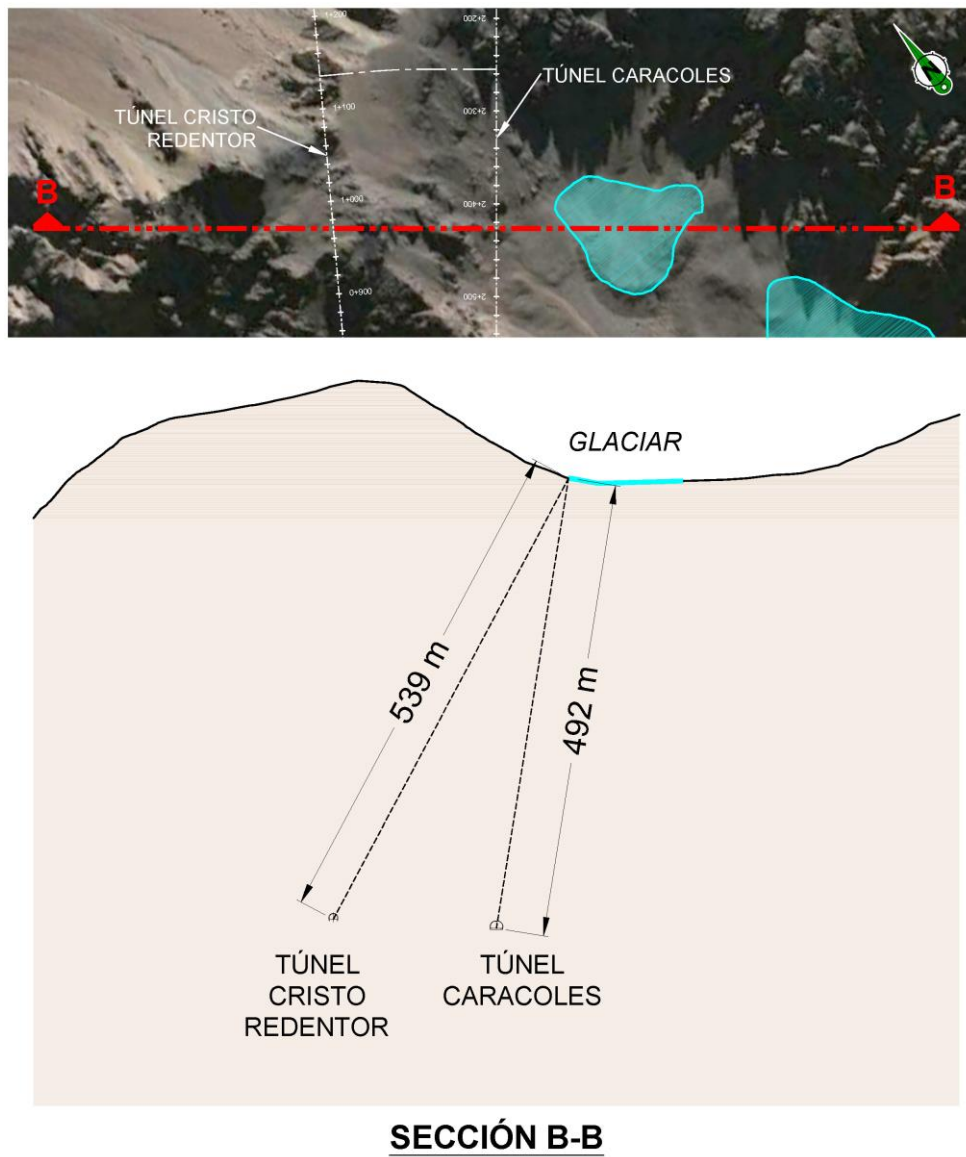 1+200
2+200
TÚNEL CARACOLES
1+100
2+300
TÚNEL CRISTO
REDENTOR
B
B
1+000
2+400
0+900
2+500
N
GLACIAR
539 m
492 m
TÚNEL
CRISTO
REDENTOR
TÚNEL
CARACOLES
SECCIÓN B-B